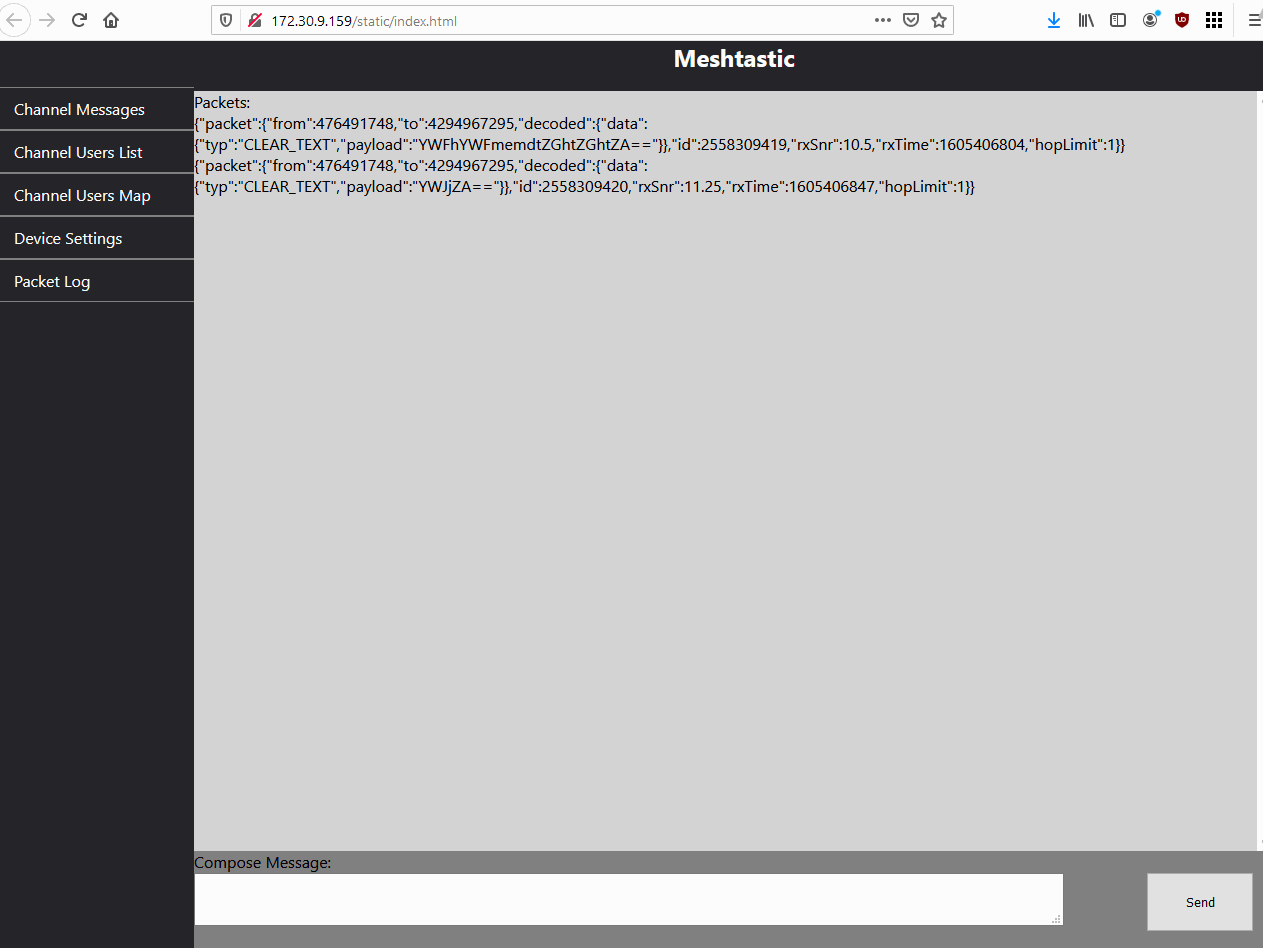 172.30.9.159/static/index.html
Meshtastic
Channel Messages
Channel Users List
Channel Users Map
Device Settings
Packet Log
Packets:
{"packet":{"from":476491748,"to":4294967295,"decoded":{"data":
{"typ":"CLEAR_TEXT","payload":"YWFhYWFmemdtZGhtZGhtZA=="}},"id":2558309419,"rxSnr":10.5,"rxTime":1605406804,"hopLimit":1}}
{"packet":{"from":476491748,"to":4294967295,"decoded":{"data":
{"typ":"CLEAR_TEXT","payload":"YWJjZA=="}},"id":2558309420,"rxSnr":11.25,"rxTime":1605406847,"hopLimit":1}}
Compose Message:
Send